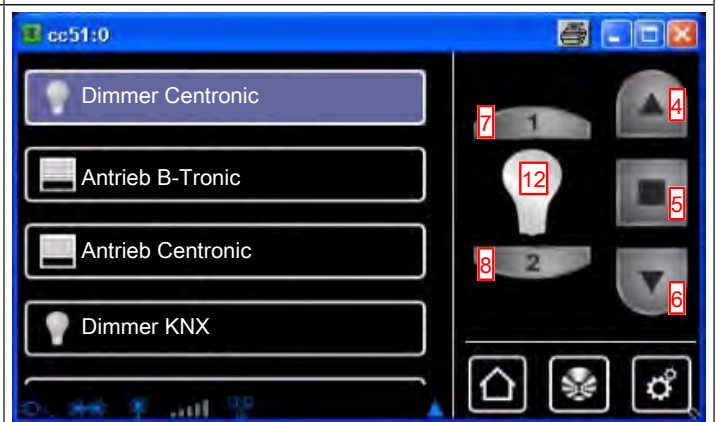 cc51:0
Dimmer Centronic
Antrieb B-Tronic
Antrieb Centronic
Dimmer KNX
7
1
4
12
5
8
2
6